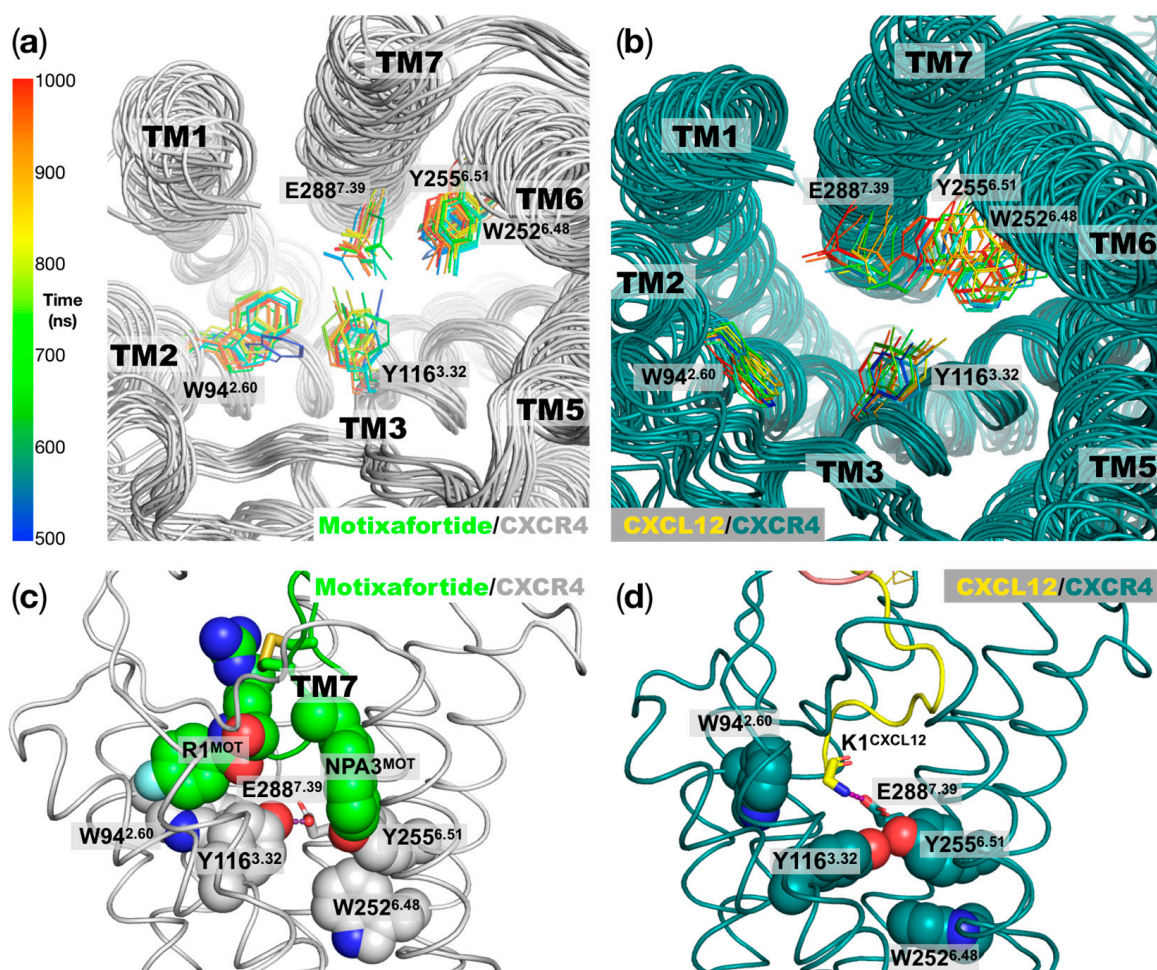 (a)
1000
900
800
Time
(ns)
700
600
500
TM7
TM1
E288^7.39
Y255^6.51
TM6
W252^6.48
TM2
W94^2.60
Y116^3.32
TM5
TM3
Motixafortide/CXCR4
(b)
TM7
TM1
E288^7.39
Y255^6.51
W252^6.48
TM6
TM2
W94^2.60
Y116^3.32
TM3
TM5
CXCL12/CXCR4
(c)
Motixafortide/CXCR4
TM7
R1^MOT
NPA3^MOT
E288^7.39
W94^2.60
Y116^3.32
Y255^6.51
W252^6.48
(d)
CXCL12/CXCR4
W94^2.60
K1^CXCL12
E288^7.39
Y116^3.32
Y255^6.51
W252^6.48